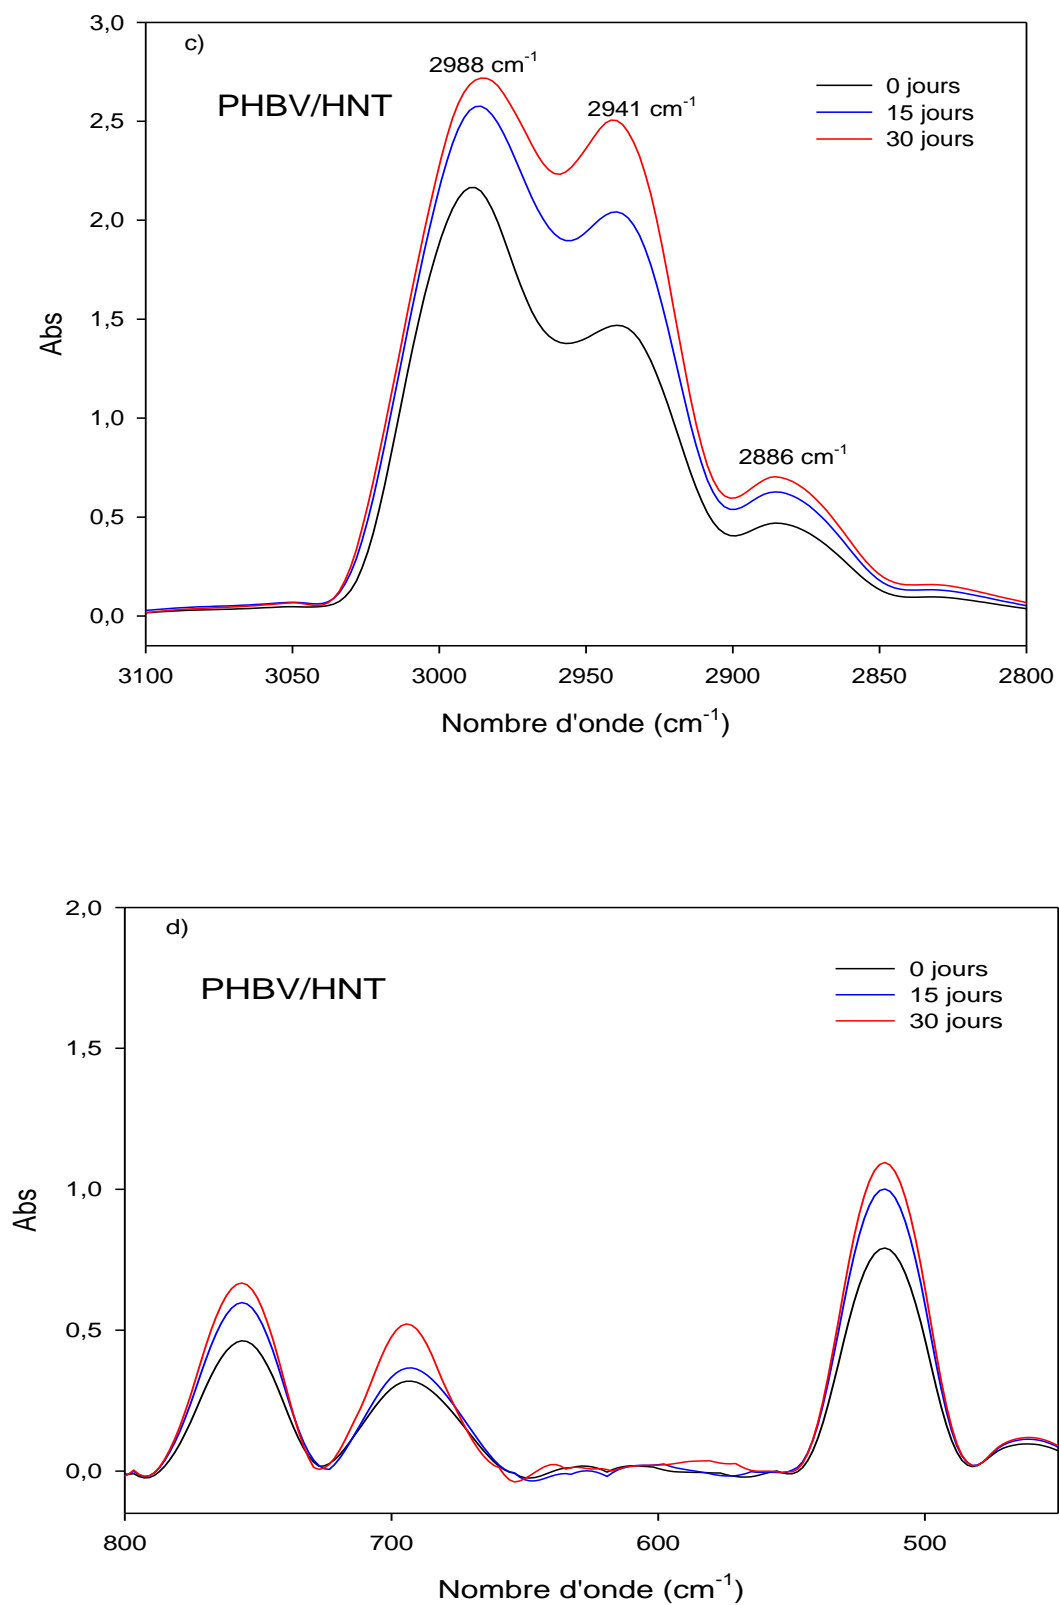 3,0
c)
2988 cm-1
PHBV/HNT
2941 cm-1
0 jours
15 jours
30 jours
2,5
2,0
1,5
Abs
1,0
2886 cm-1
0,5
0,0
3100 3050 3000 2950 2900 2850 2800
Nombre d'onde (cm-1)
2,0
d)
PHBV/HNT
0 jours
15 jours
30 jours
1,5
1,0
Abs
0,5
0,0
800 700 600 500
Nombre d'onde (cm-1)